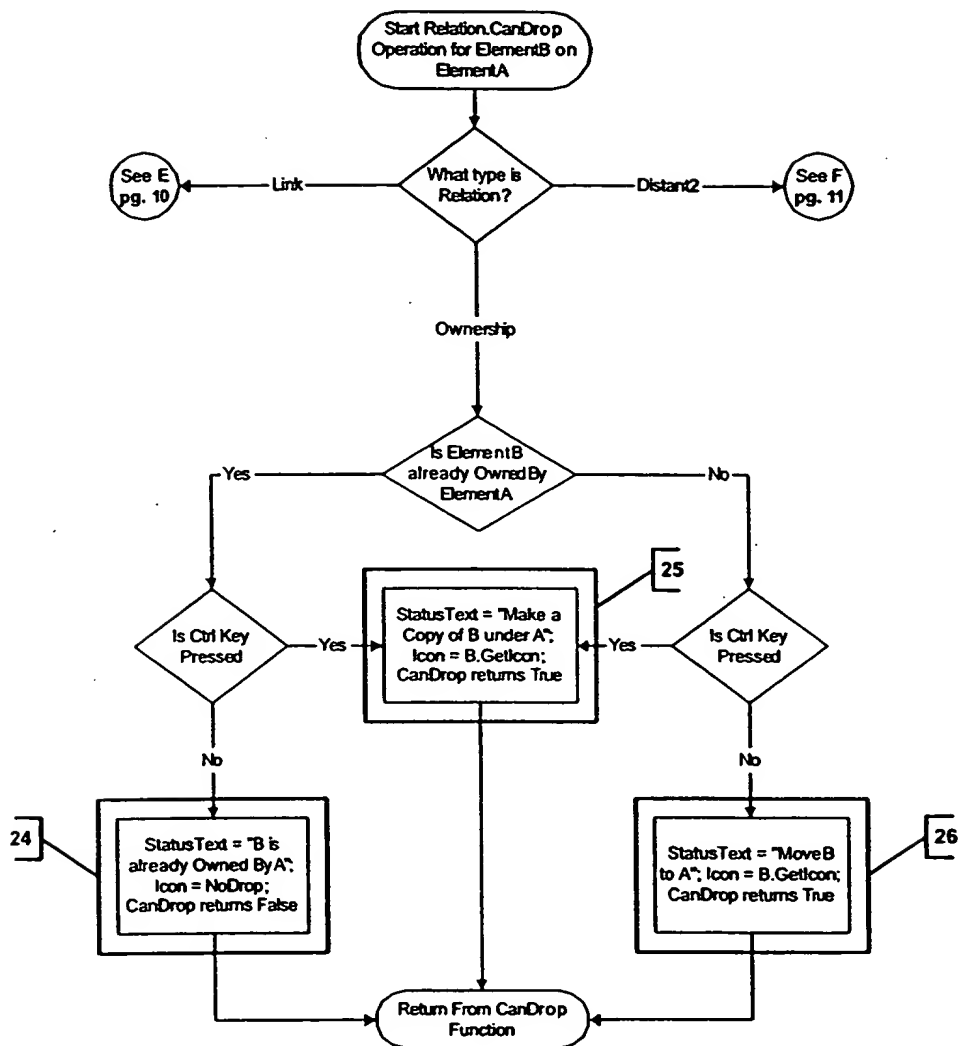 Start Relation.CanDrop
Operation for ElementB on
ElementA
What type is
Relation?
See E
pg. 10
Link
Distant2
See F
pg. 11
Ownership
Is ElementB
already Owned By
ElementA
Yes
No
25
StatusText = "Make a
Copy of B under A";
Icon = B.GetIcon;
CanDrop returns True
Is Ctrl Key
Pressed
Yes
Yes
Is Ctrl Key
Pressed
No
No
24
StatusText = "B is
already Owned By A";
Icon = NoDrop;
CanDrop returns False
26
StatusText = "Move B
to A"; Icon = B.GetIcon;
CanDrop returns True
Return From CanDrop
Function